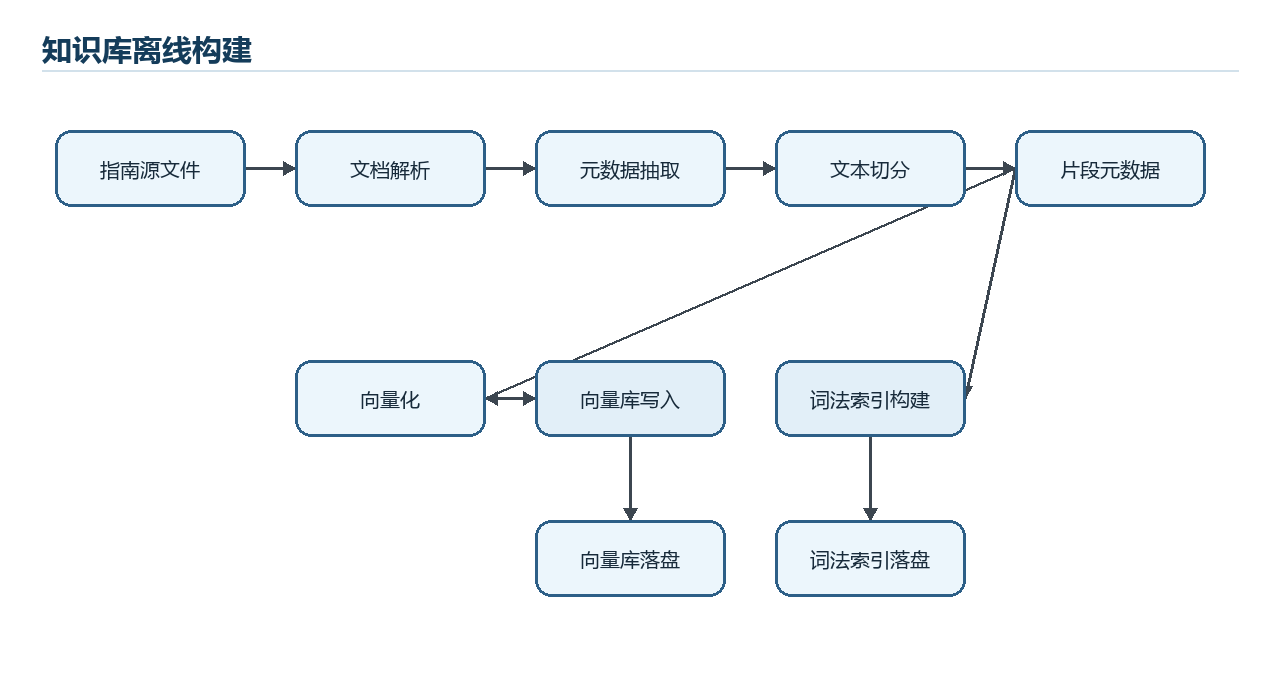 知识库离线构建
指南源文件
文档解析
元数据抽取
文本切分
片段元数据
向量化
向量库写入
词法索引构建
向量库落盘
词法索引落盘